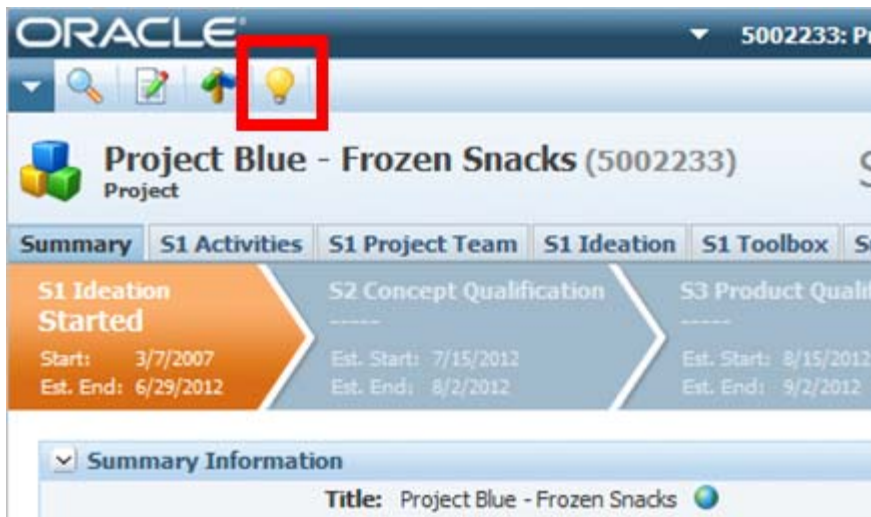 ORACLE
5002233: Pr
Project Blue - Frozen Snacks (5002233)
Project
Summary S1 Activities S1 Project Team S1 Ideation S1 Toolbox
S1 Ideation
Started
Start: 3/7/2007
Est. End: 6/29/2012
S2 Concept Qualification
-----
Est. Start: 7/15/2012
Est. End: 8/2/2012
S3 Product Qualif
-----
Est. Start: 8/15/2012
Est. End: 9/2/2012
Summary Information
Title: Project Blue - Frozen Snacks